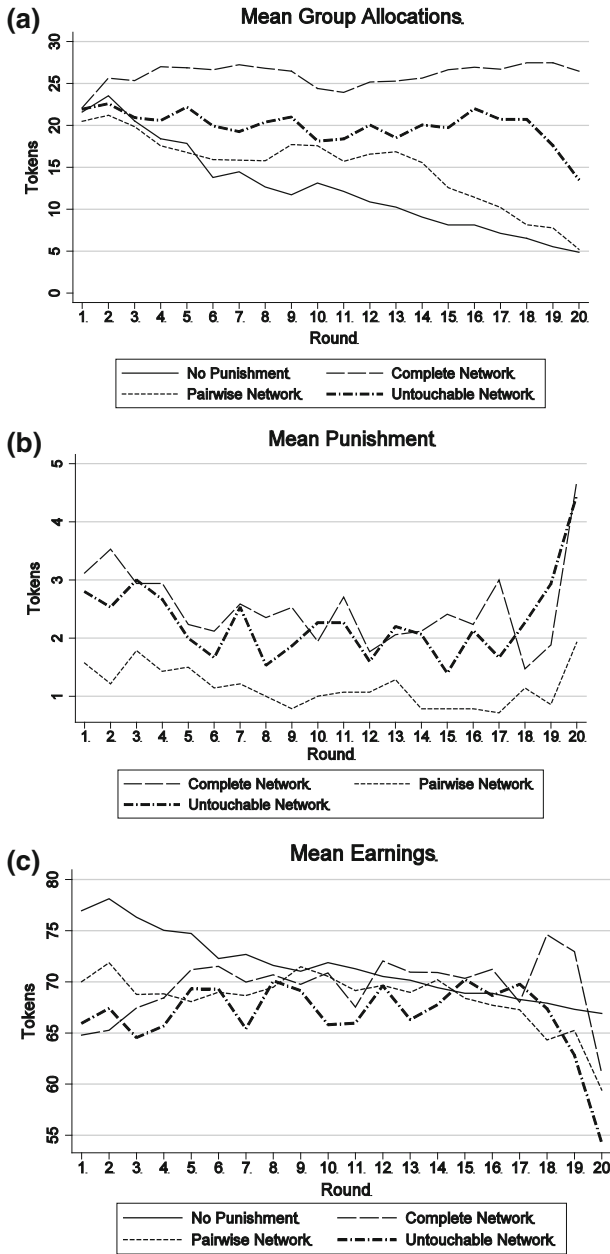 (a)
Mean Group Allocations.
30
25
20
15
10
5
0
Tokens
1. 2. 3. 4. 5. 6. 7. 8. 9. 10. 11. 12. 13. 14. 15. 16. 17. 18. 19. 20.
Round.
No Punishment. Complete Network.
Pairwise Network. Untouchable Network.
(b)
Mean Punishment.
5
4
3
2
1
Tokens
1. 2. 3. 4. 5. 6. 7. 8. 9. 10. 11. 12. 13. 14. 15. 16. 17. 18. 19. 20.
Round.
Complete Network. Pairwise Network.
Untouchable Network.
(c)
Mean Earnings.
80
75
70
65
60
55
Tokens
1. 2. 3. 4. 5. 6. 7. 8. 9. 10. 11. 12. 13. 14. 15. 16. 17. 18. 19. 20.
Round.
No Punishment. Complete Network.
Pairwise Network. Untouchable Network.